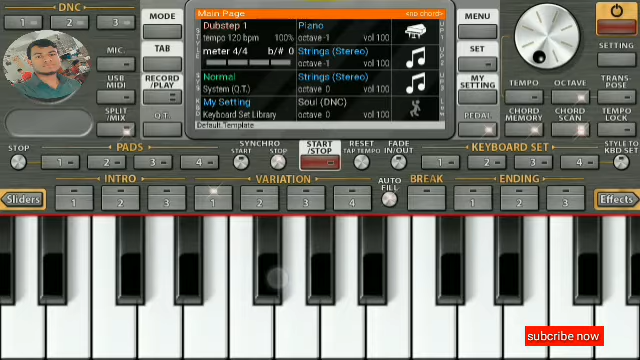 DNC
1 2 3
MODE
MIC.
TAB
USB MIDI
RECORD /PLAY
SPLIT /MIX
Q.T.
Main Page
<no chord>
Dubstep 1
Piano
tempo 120 bpm 100%
octave -1 vol 100
meter 4/4 b/# 0
Strings (Stereo)
octave -1 vol 100
Normal
Strings (Stereo)
System (Q.T.)
octave 0 vol 100
My Setting
Soul (DNC)
Keyboard Set Library
octave 0 vol 100
Default Template
MENU
SET
MY SETTING
PEDAL
SETTING
TEMPO
OCTAVE
TRANS POSE
CHORD MEMORY
CHORD SCAN
TEMPO LOCK
STOP
PADS
1 2 3 4
SYNCHRO
START STOP
START /STOP
RESET
TAP TEMPO
FADE IN/OUT
KEYBOARD SET
1 2 3 4
STYLE TO KBD SET
Sliders
INTRO
1 2 3
VARIATION
1 2 3 4
AUTO FILL
BREAK
ENDING
1 2 3
Effects
subcribe now